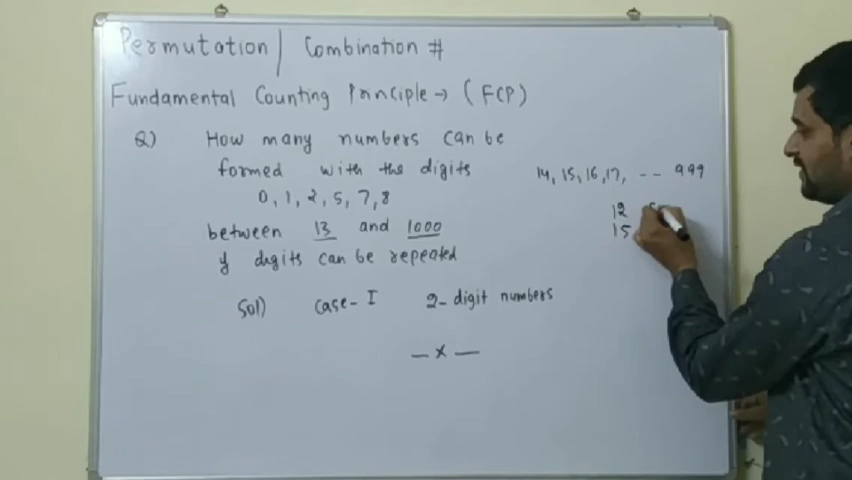 Permutation / Combination #
Fundamental Counting Principle → (FCP)
Q) How many numbers can be
formed with the digits
0, 1, 2, 5, 7, 8
between 13 and 1000
if digits can be repeated
Sol) Case-I 2-digit numbers
— × —
14, 15, 16, 17, -- 999
12
15